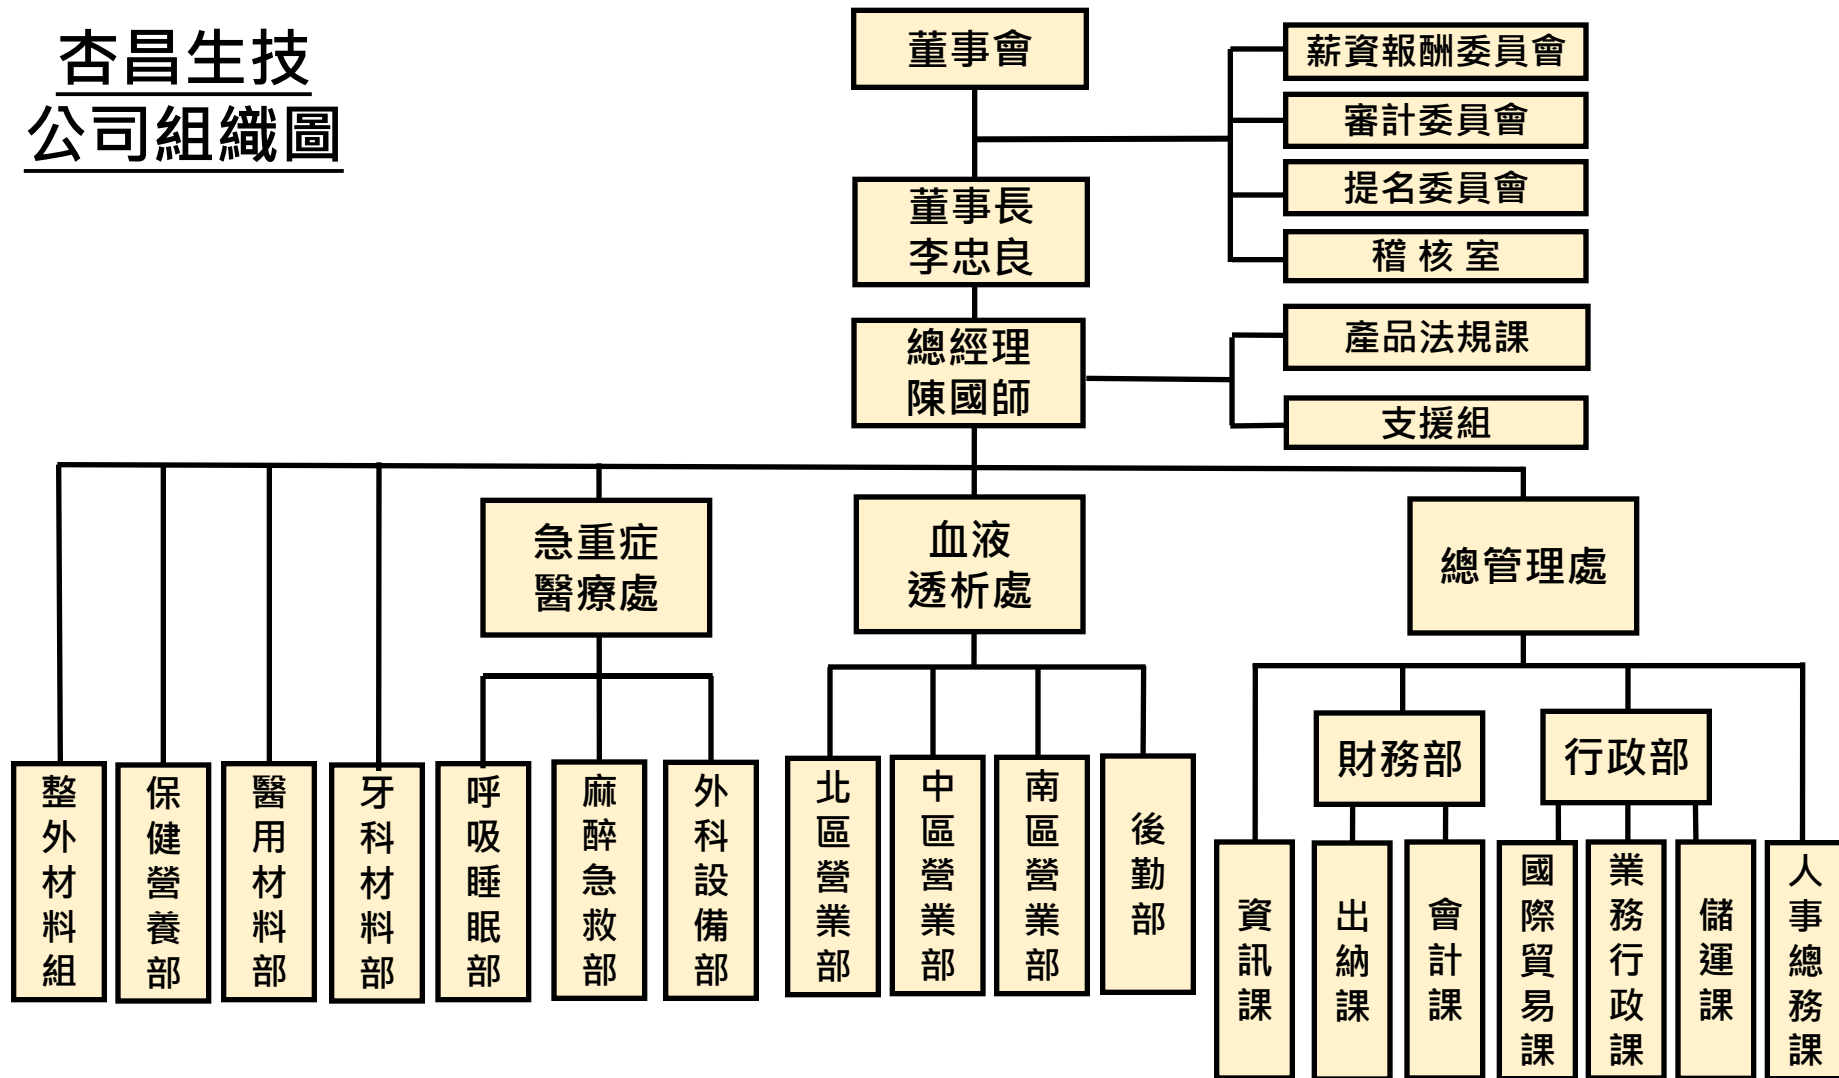 杏昌生技
公司組織圖
董事會
薪資報酬委員會
審計委員會
提名委員會
稽 核 室
董事長
李忠良
總經理
陳國師
產品法規課
支援組
急重症
醫療處
血液
透析處
總管理處
財務部
行政部
整外材料組
保健營養部
醫用材料部
牙科材料部
呼吸睡眠部
麻醉急救部
外科設備部
北區營業部
中區營業部
南區營業部
後勤部
資訊課
出納課
會計課
國際貿易課
業務行政課
儲運課
人事總務課